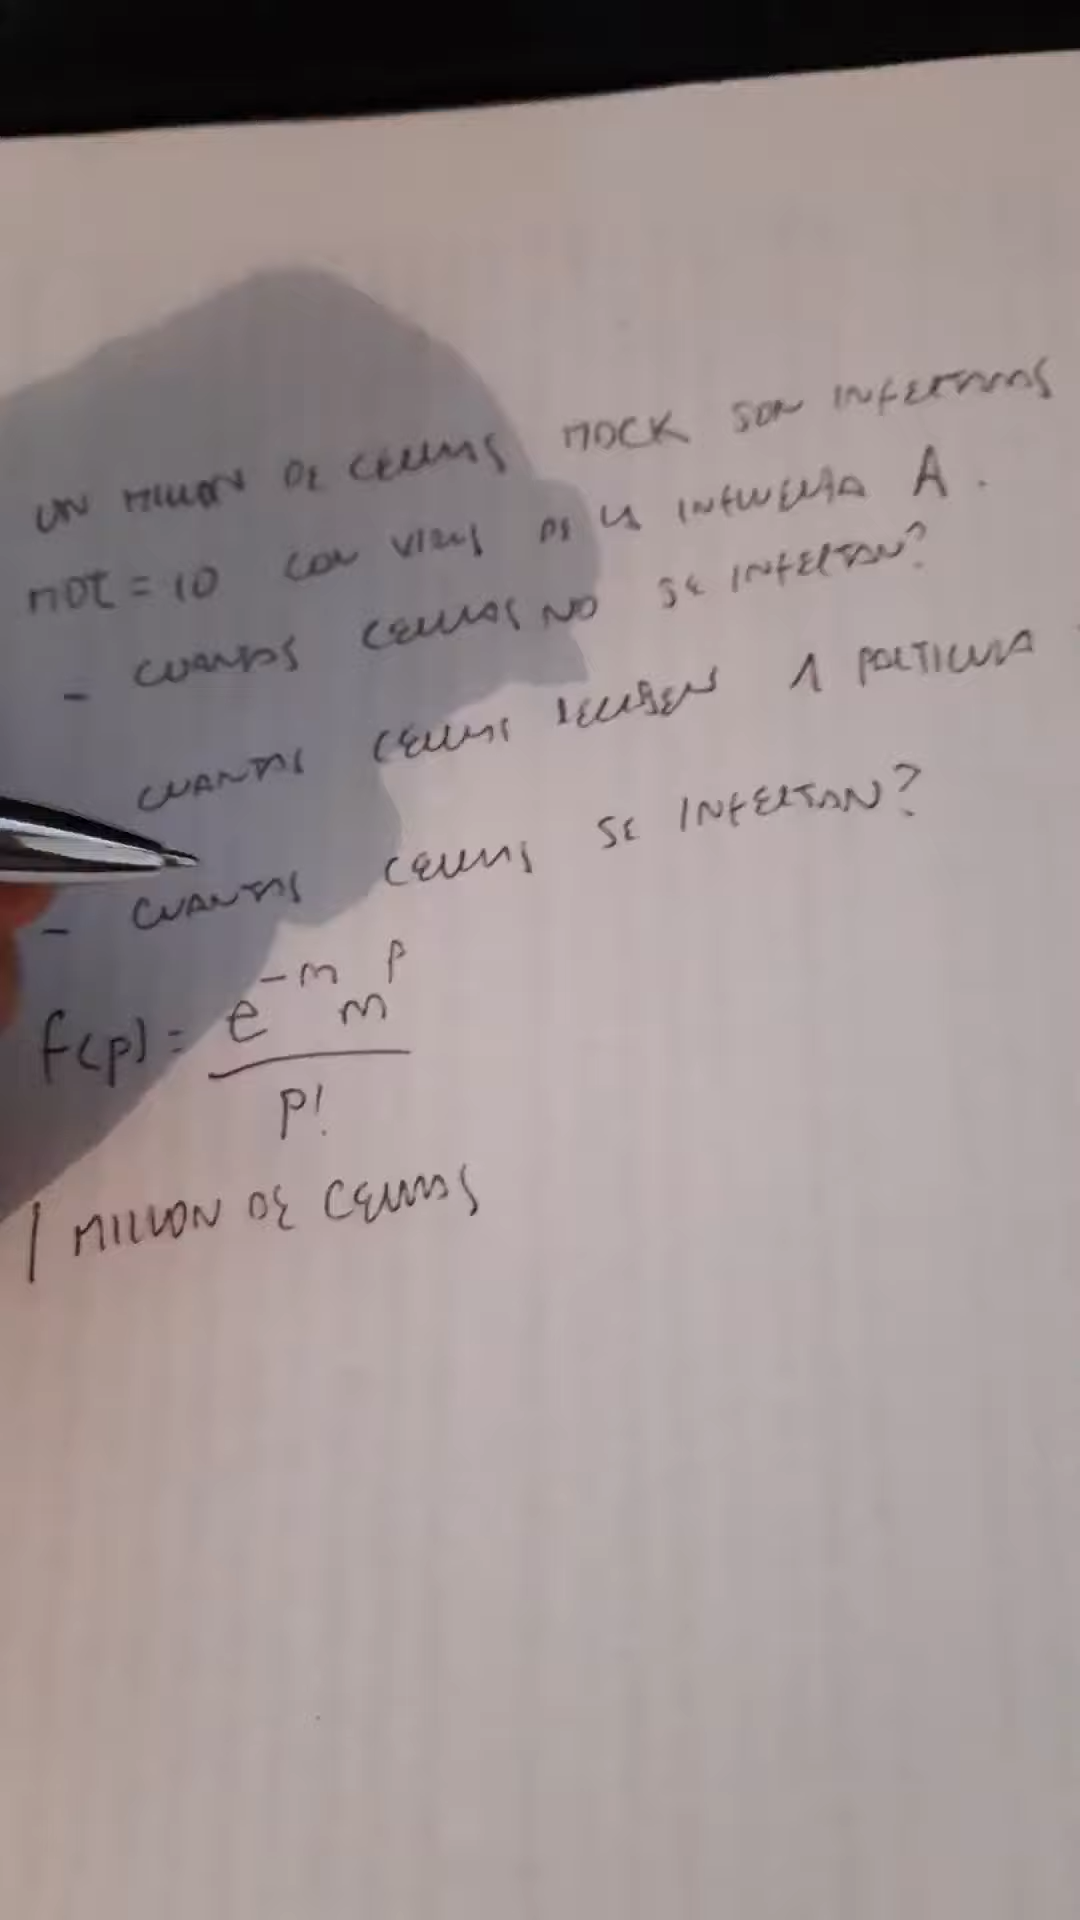 UN MILLON DE CELULAS MDCK SON INFECTADAS
MOI = 10 CON VIRUS DE LA INFLUENZA A.
- CUANTAS CELULAS NO SE INFECTAN?
CUANTAS CELULAS RECIBEN 1 PARTICULA
- CUANTAS CELULAS SE INFECTAN?
f(p) = e^-m m^p / p!
1 MILLON DE CELULAS